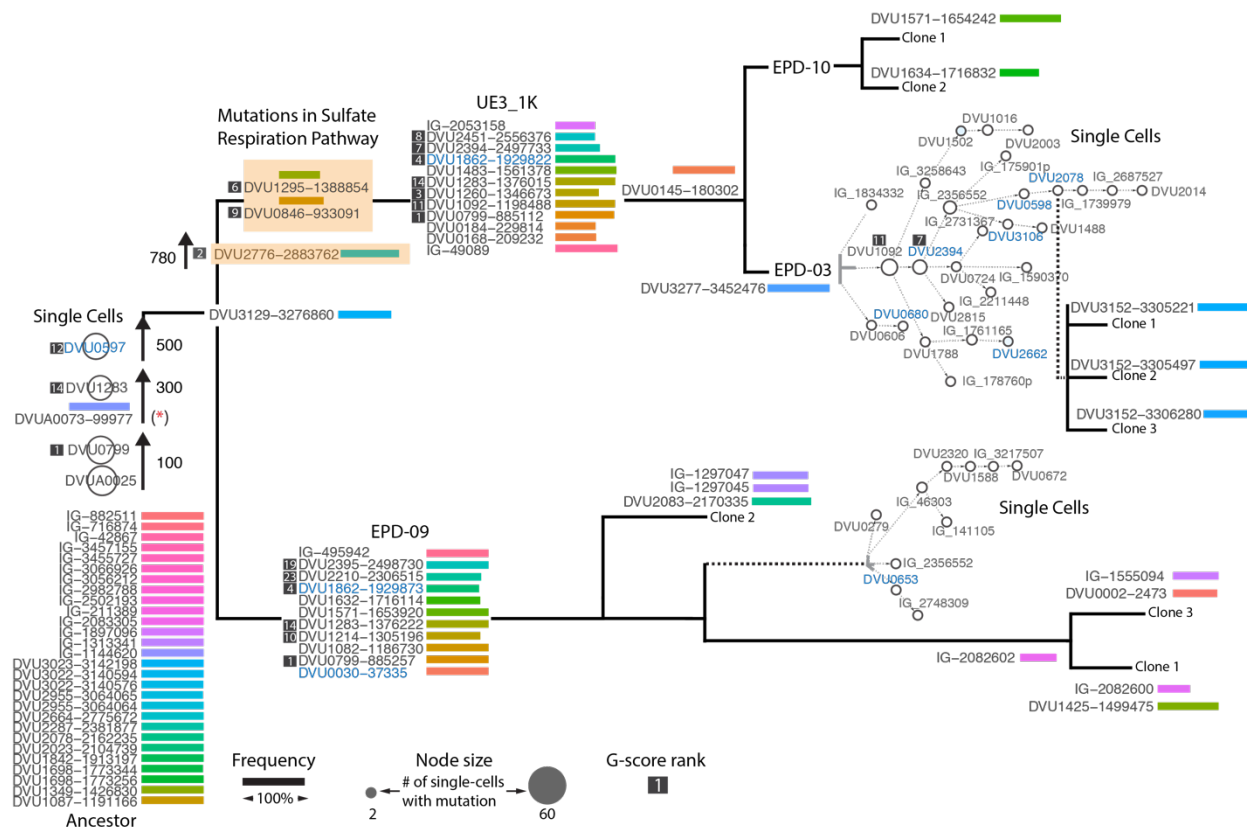 DVU1571-1654242
Clone 1
EPD-10
DVU1634-1716832
Clone 2
Mutations in Sulfate
Respiration Pathway
6
DVU1295-1388854
9
DVU0846-933091
2
DVU2776-2883762
780
UE3_1K
IG-2053158
8 DVU2451-2556376
7 DVU2394-2497733
4 DVU1862-1929822
DVU1483-1561378
14 DVU1283-1376015
3 DVU1260-1346673
11 DVU1092-1198488
1 DVU0799-885112
DVU0184-229814
DVU0168-209232
IG-49089
DVU0145-180302
EPD-03
DVU3277-3452476
Single Cells
DVU1016
DVU1502
DVU2003
IG_175901p
IG_3258643
DVU2078
IG_2687527
IG_1834332
IG_2356552
DVU0598
IG_1739979
DVU2014
IG_2731367
DVU1488
DVU3106
11
DVU1092
7
DVU2394
DVU0724
IG_1590370
IG_2211448
DVU2815
DVU0680
DVU0606
IG_1761165
DVU1788
DVU2662
IG_178760p
DVU3152-3305221
Clone 1
DVU3152-3305497
Clone 2
DVU3152-3306280
Clone 3
DVU3129-3276860
Single Cells
500
12 DVU0597
14 DVU1283
300
DVUA0073-99977
(*)
1 DVU0799
100
DVUA0025
IG-882511
IG-716874
IG-42867
IG-3457155
IG-3455727
IG-3066926
IG-3056212
IG-2982788
IG-2502193
IG-211389
IG-2083305
IG-1897096
IG-1313341
IG-1144620
DVU3023-3142198
DVU3022-3140594
DVU3022-3140576
DVU2955-3064065
DVU2955-3064064
DVU2664-2775672
DVU2287-2381877
DVU2078-2162235
DVU2023-2104739
DVU1842-1913197
DVU1698-1773344
DVU1698-1773256
DVU1349-1426830
DVU1087-1191166
Ancestor
EPD-09
IG-495942
19 DVU2395-2498730
23 DVU2210-2306515
4 DVU1862-1929873
DVU1632-1716114
DVU1571-1653920
14 DVU1283-1376222
10 DVU1214-1305196
DVU1082-1186730
1 DVU0799-885257
DVU0030-37335
IG-1297047
IG-1297045
DVU2083-2170335
Clone 2
DVU2320
IG_3217507
DVU1588
DVU0672
Single Cells
IG_46303
DVU0279
IG_141105
IG_2356552
DVU0653
IG_2748309
IG-1555094
DVU0002-2473
Clone 3
IG-2082602
Clone 1
IG-2082600
DVU1425-1499475
Frequency
100%
Node size
# of single-cells
with mutation
2
60
G-score rank
1